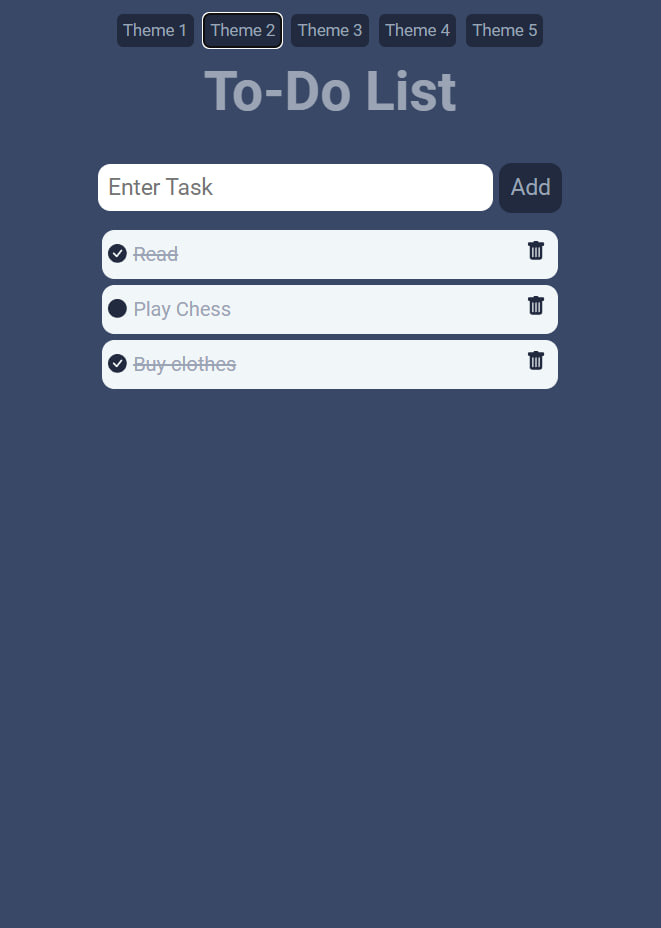 Theme 1 Theme 2 Theme 3 Theme 4 Theme 5
To-Do List
Enter Task Add
Read
Play Chess
Buy clothes